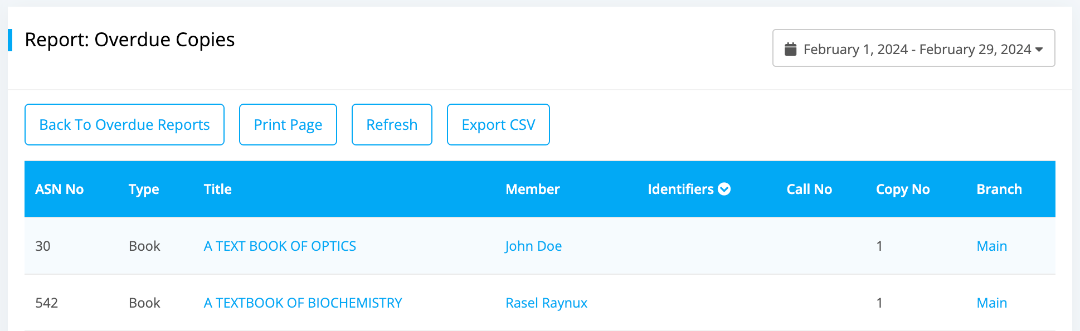 Report: Overdue Copies
February 1, 2024 - February 29, 2024
Back To Overdue Reports Print Page Refresh Export CSV
ASN No Type Title Member Identifiers Call No Copy No Branch
30 Book A TEXT BOOK OF OPTICS John Doe 1 Main
542 Book A TEXTBOOK OF BIOCHEMISTRY Rasel Raynux 1 Main